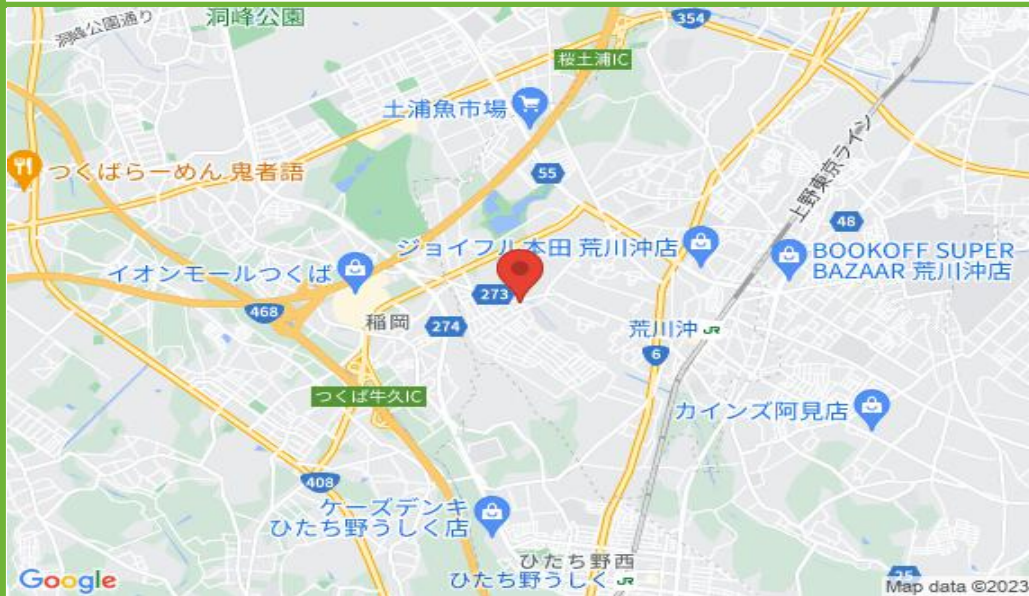 洞峰公園
洞峰公園通り
354
桜土浦IC
土浦魚市場
上野東京ライン
つくばらーめん 鬼者語
55
48
ジョイフル本田 荒川沖店
BOOKOFF SUPER
BAZAAR 荒川沖店
イオンモールつくば
273
468
稲岡
274
荒川沖 JR
6
つくば牛久IC
カインズ阿見店
408
ケーズデンキ
ひたち野うしく店
ひたち野西
ひたち野うしく JR
25
Google
Map data ©2023